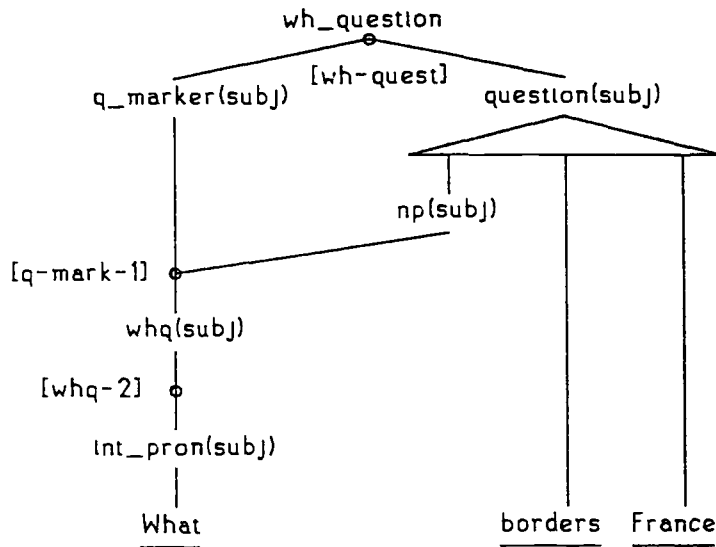 wh_question
[wh-quest]
q_marker(subj) question(subj)
np(subj)
[q-mark-1]
whq(subj)
[whq-2]
int_pron(subj)
What borders France